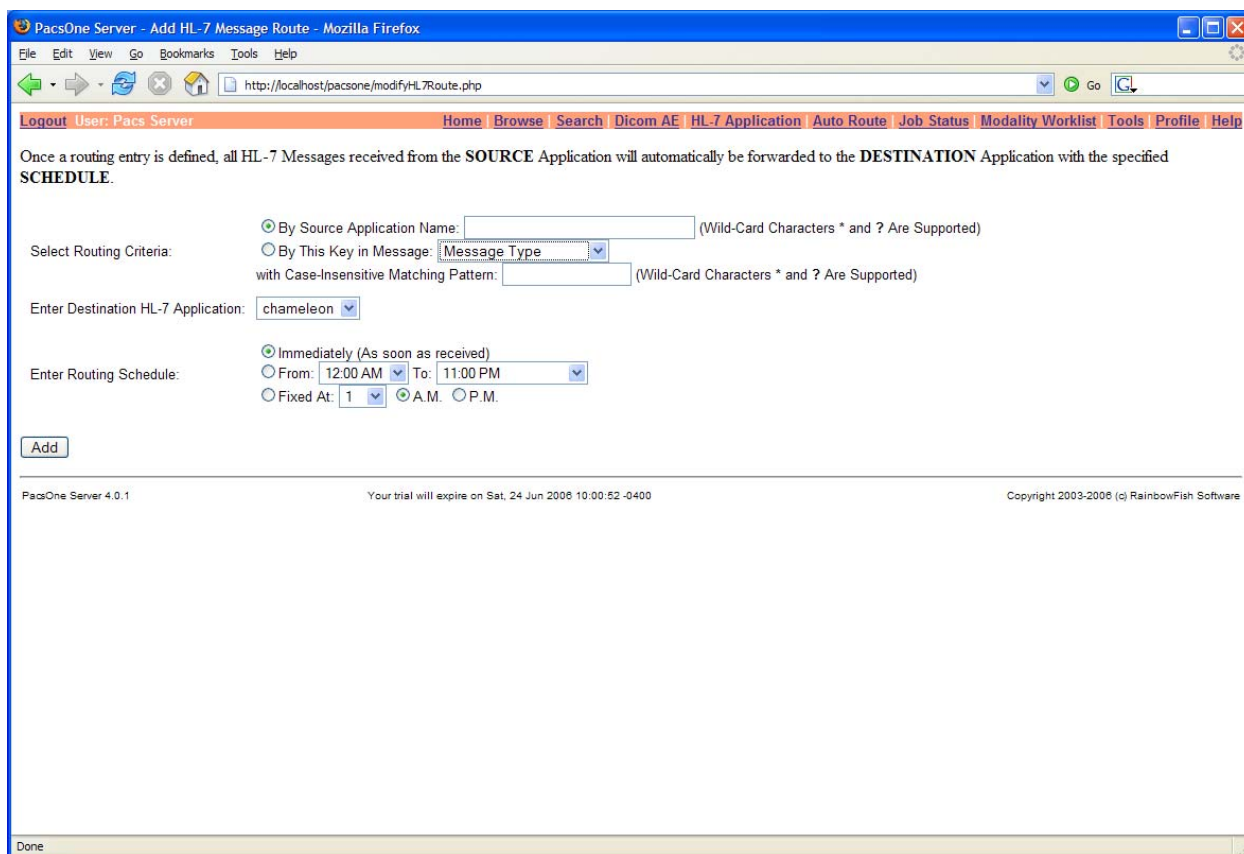 PacsOne Server - Add HL-7 Message Route - Mozilla Firefox
File Edit View Go Bookmarks Tools Help
http://localhost/pacsone/modifyHL7Route.php Go G
Logout User: Pacs Server Home | Browse | Search | Dicom AE | HL-7 Application | Auto Route | Job Status | Modality Worklist | Tools | Profile | Help
Once a routing entry is defined, all HL-7 Messages received from the SOURCE Application will automatically be forwarded to the DESTINATION Application with the specified
SCHEDULE.
By Source Application Name: (Wild-Card Characters * and ? Are Supported)
Select Routing Criteria: By This Key in Message: Message Type
with Case-Insensitive Matching Pattern: (Wild-Card Characters * and ? Are Supported)
Enter Destination HL-7 Application: chameleon
Immediately (As soon as received)
Enter Routing Schedule: From: 12:00 AM To: 11:00 PM
Fixed At: 1 A.M. P.M.
Add
PacsOne Server 4.0.1 Your trial will expire on Sat, 24 Jun 2006 10:00:52 -0400 Copyright 2003-2006 (c) RainbowFish Software
Done